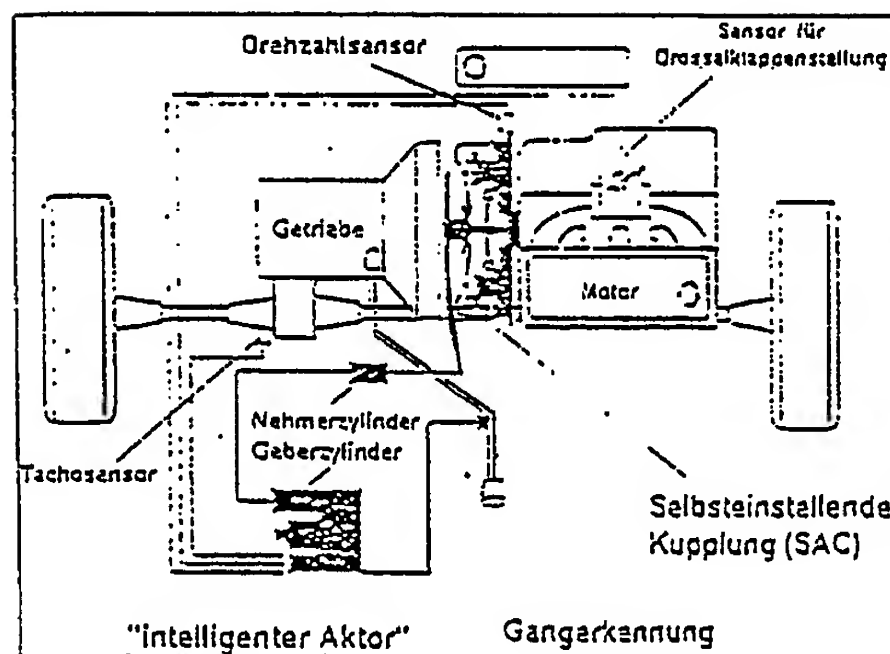 Drehzahlsensor
Sensor für
Drosselklappenstellung
Getriebe
Motor
Nehmerzylinder
Geberzylinder
Tachosensor
Selbsteinstellende
Kupplung (SAC)
"intelligenter Aktor"
Gangerkennung